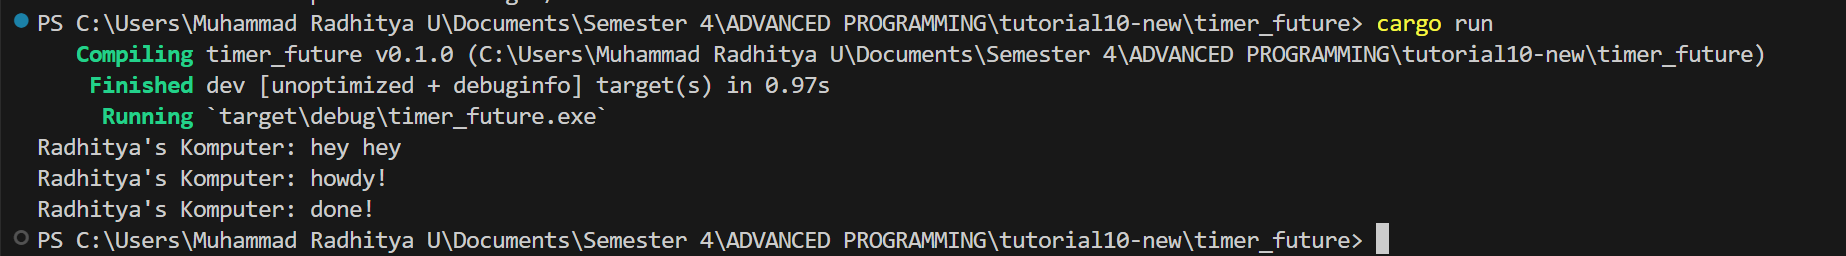 PS C:\Users\Muhammad Radhitya U\Documents\Semester 4\ADVANCED PROGRAMMING\tutorial10-new\timer_future> cargo run
   Compiling timer_future v0.1.0 (C:\Users\Muhammad Radhitya U\Documents\Semester 4\ADVANCED PROGRAMMING\tutorial10-new\timer_future)
    Finished dev [unoptimized + debuginfo] target(s) in 0.97s
     Running `target\debug\timer_future.exe`
Radhitya's Komputer: hey hey
Radhitya's Komputer: howdy!
Radhitya's Komputer: done!
PS C:\Users\Muhammad Radhitya U\Documents\Semester 4\ADVANCED PROGRAMMING\tutorial10-new\timer_future>